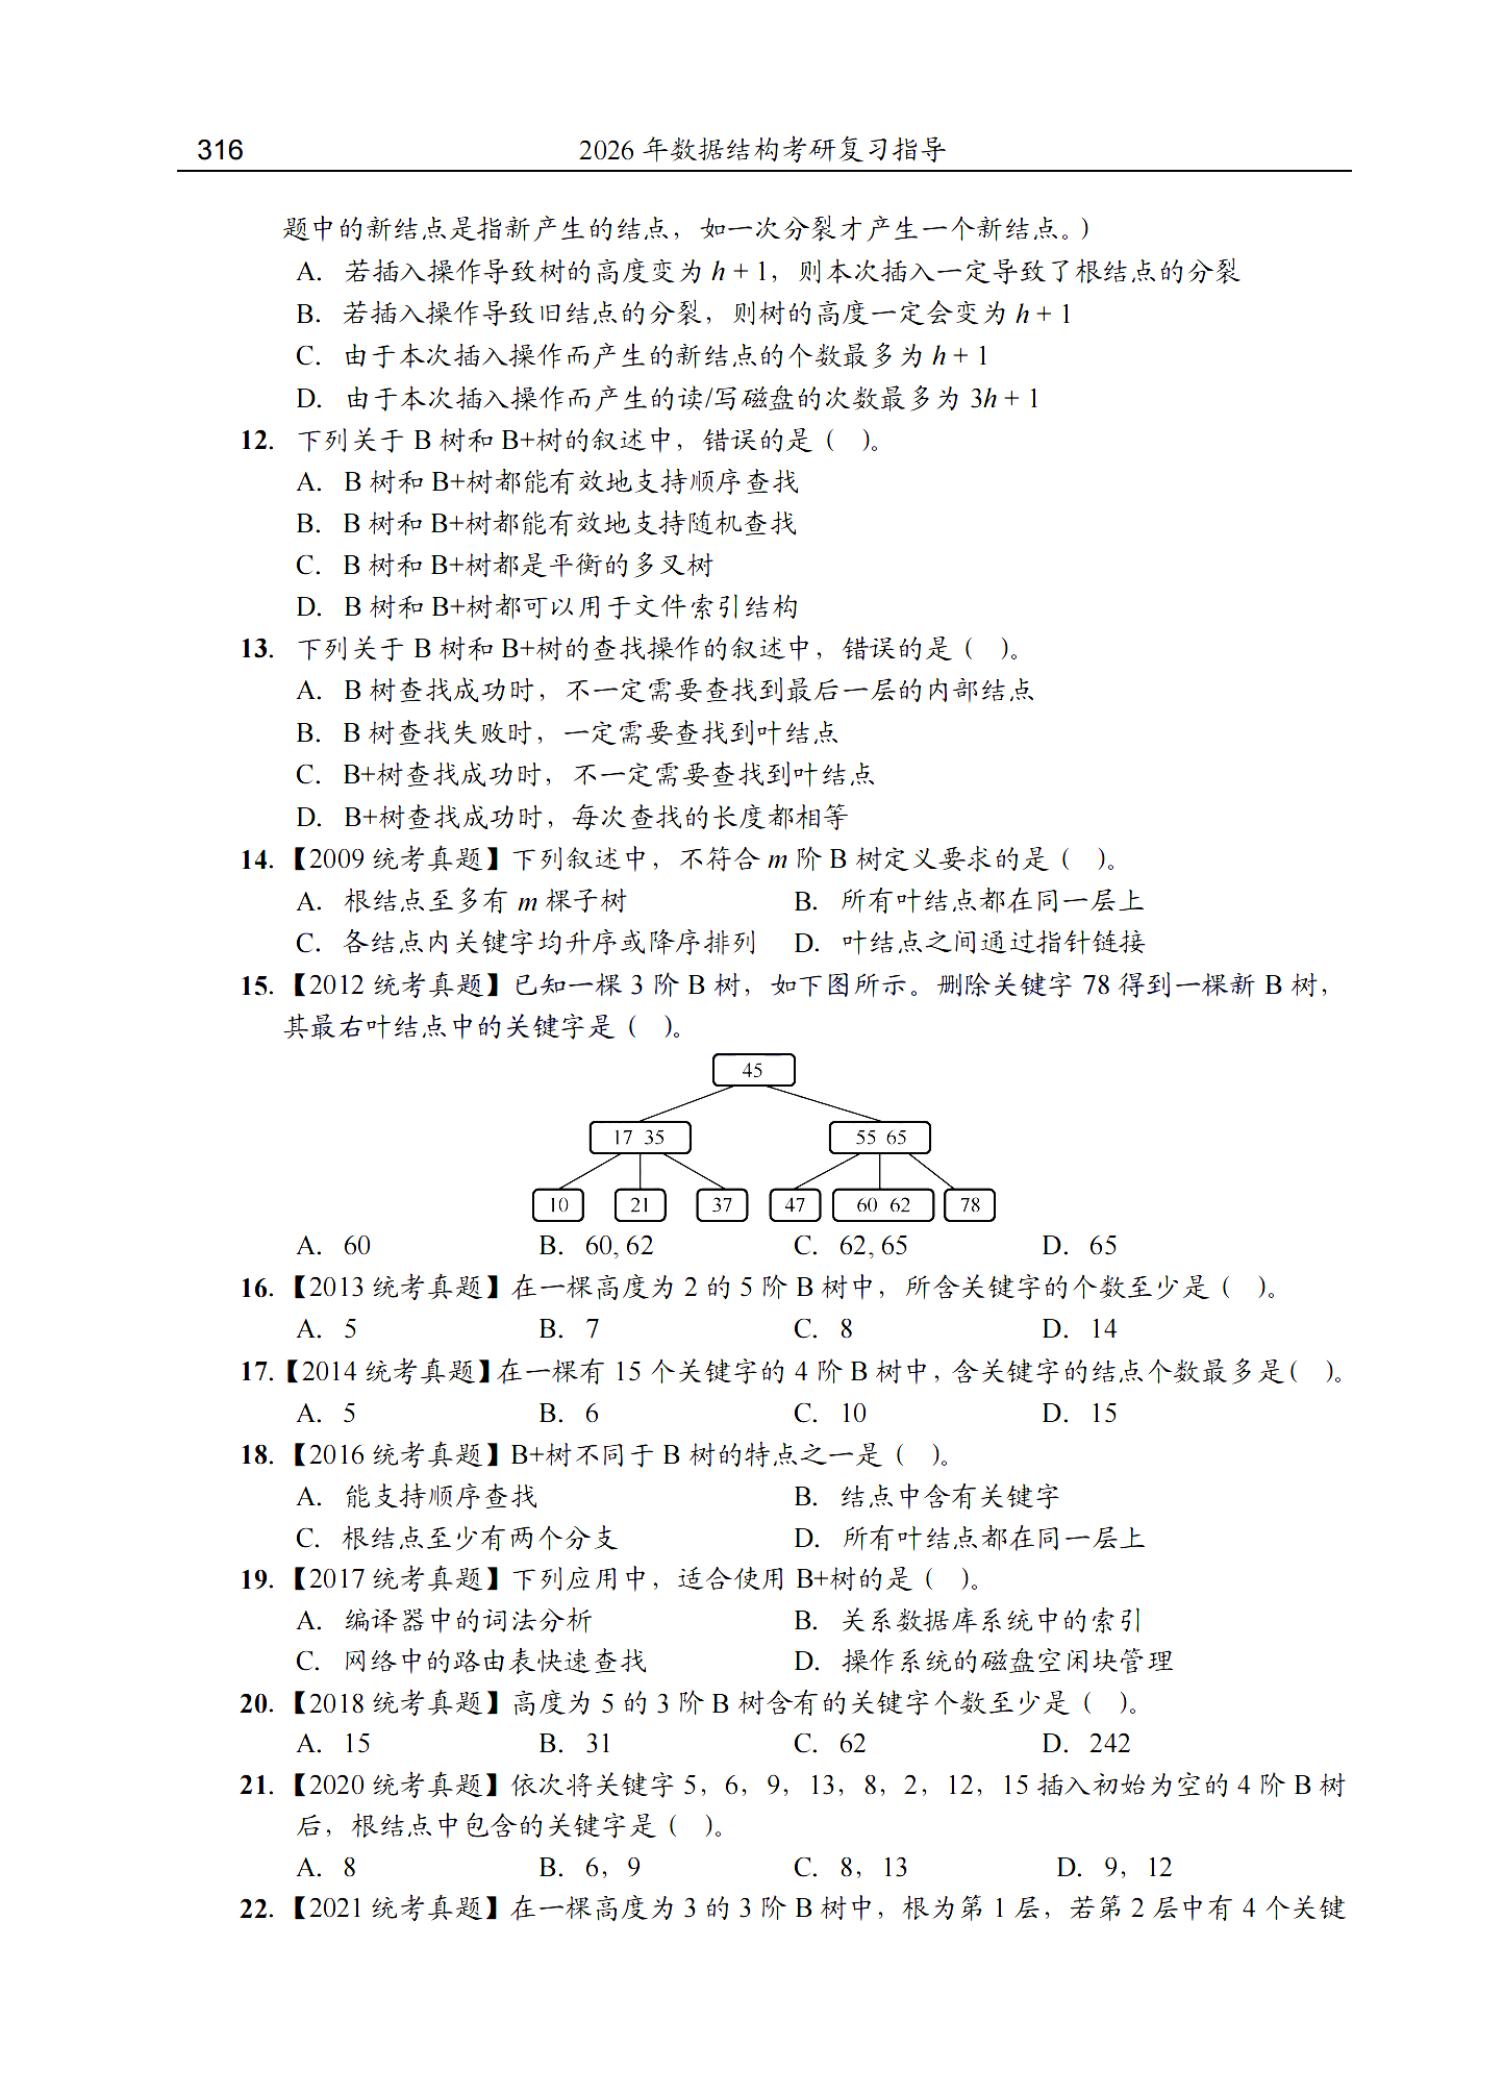 316
2026 年数据结构考研复习指导
题中的新结点是指新产生的结点，如一次分裂才产生一个新结点。）
A. 若插入操作导致树的高度变为 h + 1，则本次插入一定导致了根结点的分裂
B. 若插入操作导致旧结点的分裂，则树的高度一定会变为 h + 1
C. 由于本次插入操作而产生的新结点的个数最多为 h + 1
D. 由于本次插入操作而产生的读/写磁盘的次数最多为 3h + 1
12. 下列关于 B 树和 B+树的叙述中，错误的是（ ）。
A. B 树和 B+树都能有效地支持顺序查找
B. B 树和 B+树都能有效地支持随机查找
C. B 树和 B+树都是平衡的多叉树
D. B 树和 B+树都可以用于文件索引结构
13. 下列关于 B 树和 B+树的查找操作的叙述中，错误的是（ ）。
A. B 树查找成功时，不一定需要查找到最后一层的内部结点
B. B 树查找失败时，一定需要查找到叶结点
C. B+树查找成功时，不一定需要查找到叶结点
D. B+树查找成功时，每次查找的长度都相等
14. 【2009 统考真题】下列叙述中，不符合 m 阶 B 树定义要求的是（ ）。
A. 根结点至多有 m 棵子树 B. 所有叶结点都在同一层上
C. 各结点内关键字均升序或降序排列 D. 叶结点之间通过指针链接
15. 【2012 统考真题】已知一棵 3 阶 B 树，如下图所示。删除关键字 78 得到一棵新 B 树，
其最右叶结点中的关键字是（ ）。
45
17 35 55 65
10 21 37 47 60 62 78
A. 60 B. 60, 62 C. 62, 65 D. 65
16. 【2013 统考真题】在一棵高度为 2 的 5 阶 B 树中，所含关键字的个数至少是（ ）。
A. 5 B. 7 C. 8 D. 14
17. 【2014 统考真题】在一棵有 15 个关键字的 4 阶 B 树中，含关键字的结点个数最多是（ ）。
A. 5 B. 6 C. 10 D. 15
18. 【2016 统考真题】B+树不同于 B 树的特点之一是（ ）。
A. 能支持顺序查找 B. 结点中含有关键字
C. 根结点至少有两个分支 D. 所有叶结点都在同一层上
19. 【2017 统考真题】下列应用中，适合使用 B+树的是（ ）。
A. 编译器中的词法分析 B. 关系数据库系统中的索引
C. 网络中的路由表快速查找 D. 操作系统的磁盘空闲块管理
20. 【2018 统考真题】高度为 5 的 3 阶 B 树含有的关键字个数至少是（ ）。
A. 15 B. 31 C. 62 D. 242
21. 【2020 统考真题】依次将关键字 5，6，9，13，8，2，12，15 插入初始为空的 4 阶 B 树
后，根结点中包含的关键字是（ ）。
A. 8 B. 6，9 C. 8，13 D. 9，12
22. 【2021 统考真题】在一棵高度为 3 的 3 阶 B 树中，根为第 1 层，若第 2 层中有 4 个关键